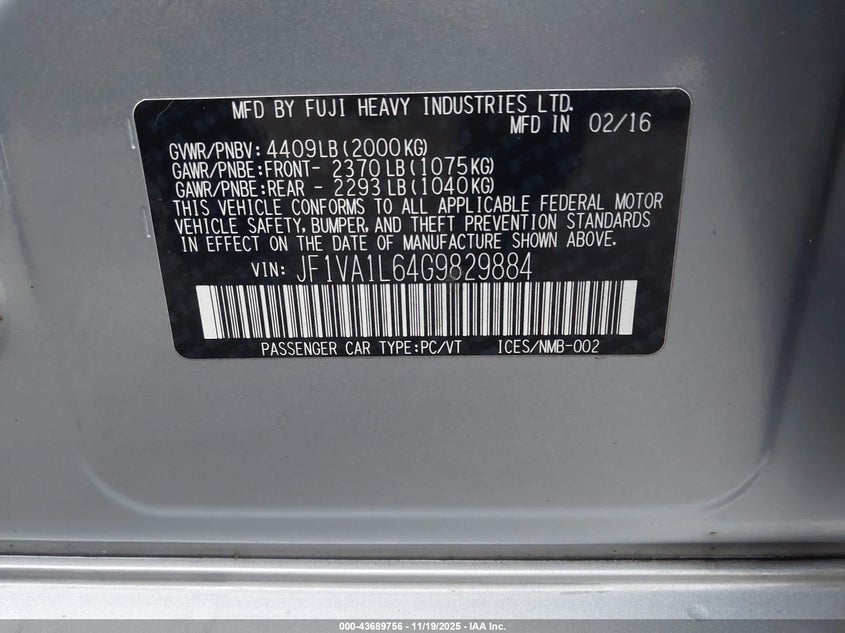 MFD BY FUJI HEAVY INDUSTRIES LTD.
MFD IN 02/16
GVWR/PNBV: 4409LB(2000KG)
GAWR/PNBE:FRONT- 2370LB(1075KG)
GAWR/PNBE:REAR - 2293LB(1040KG)
THIS VEHICLE CONFORMS TO ALL APPLICABLE FEDERAL MOTOR
VEHICLE SAFETY, BUMPER, AND THEFT PREVENTION STANDARDS
IN EFFECT ON THE DATE OF MANUFACTURE SHOWN ABOVE.
VIN: JF1VA1L64G9829884
PASSENGER CAR TYPE:PC/VT ICES/NMB-002
000-43689756 - 11/19/2025 - IAA Inc.